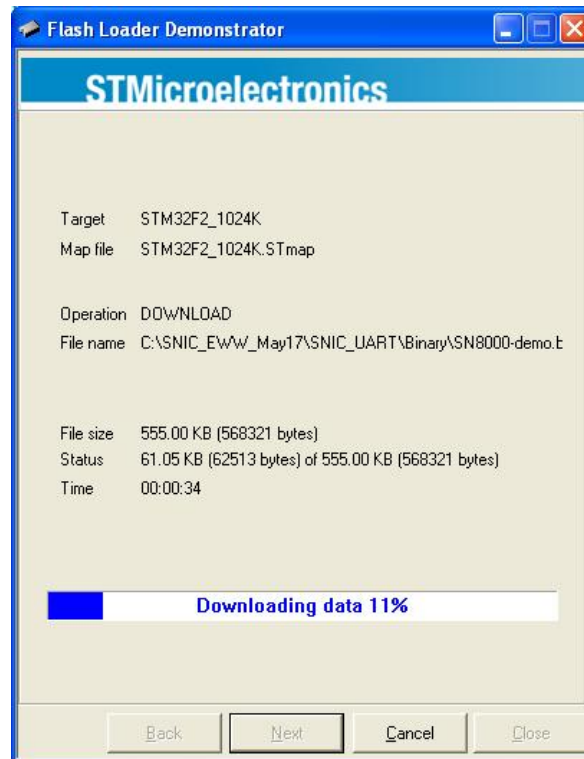 Flash Loader Demonstrator
STMicroelectronics
Target STM32F2_1024K
Map file STM32F2_1024K.STmap
Operation DOWNLOAD
File name C:\SNIC_EWW_May17\SNIC_UART\Binary\SN8000-demo.b
File size 555.00 KB (568321 bytes)
Status 61.05 KB (62513 bytes) of 555.00 KB (568321 bytes)
Time 00:00:34
Downloading data 11%
Back Next Cancel Close